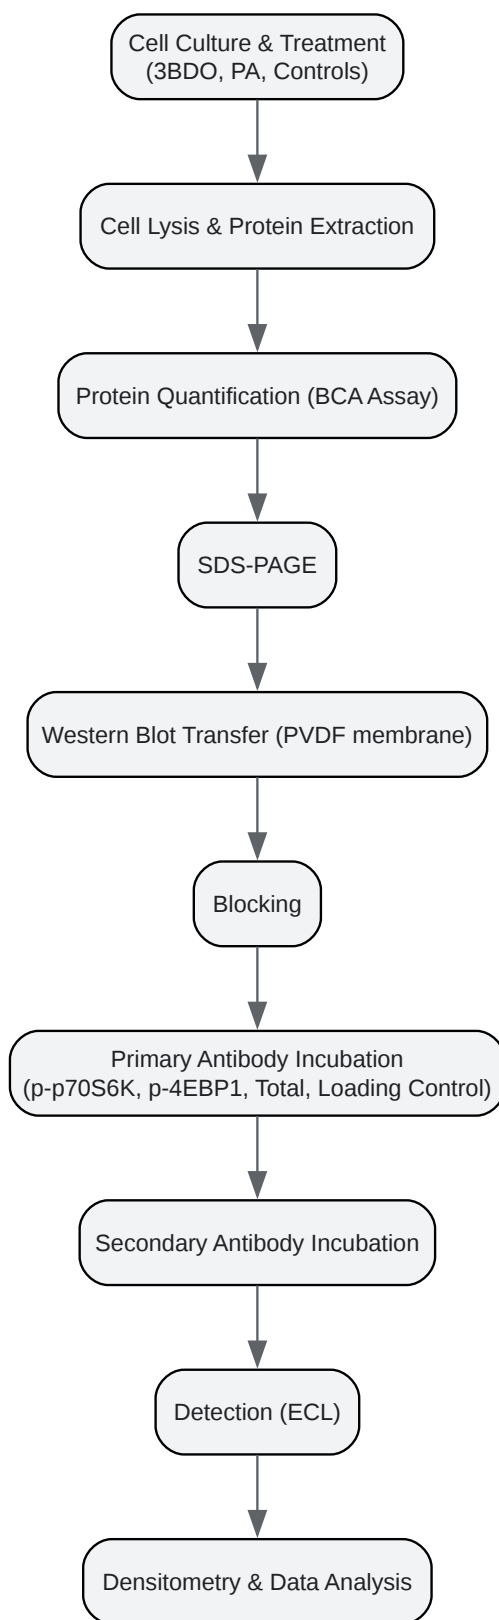 Cell Culture & Treatment
(3BDO, PA, Controls)
Cell Lysis & Protein Extraction
Protein Quantification (BCA Assay)
SDS-PAGE
Western Blot Transfer (PVDF membrane)
Blocking
Primary Antibody Incubation
(p-p70S6K, p-4EBP1, Total, Loading Control)
Secondary Antibody Incubation
Detection (ECL)
Densitometry & Data Analysis